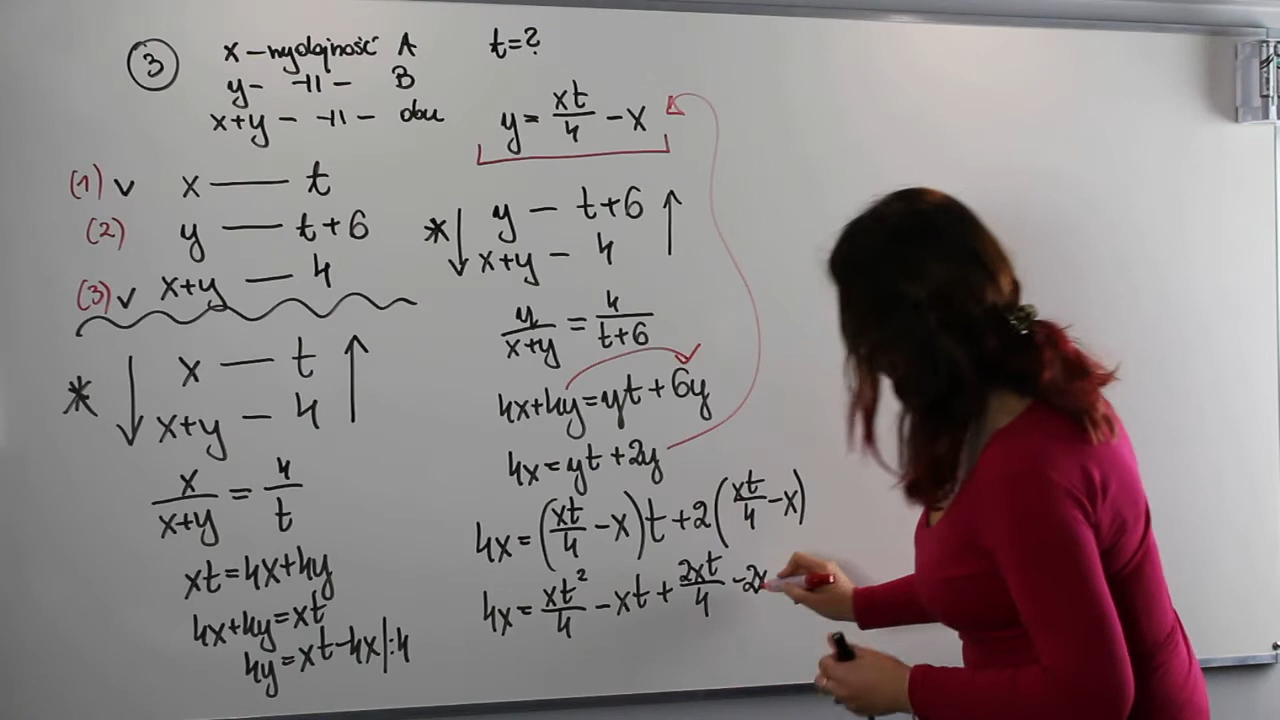 3
x – wydajność A
y – -||- B
x+y – -||- obu
(1) v x — t
(2) y — t+6
(3) v x+y — 4
* ↓ x — t ↑
x+y — 4
x/(x+y) = 4/t
xt=4x+4y
4x+4y=xt
4y=xt-4x|:4
t=?
y= xt/4 - x
* ↓ y — t+6 ↑
x+y — 4
y/(x+y) = 4/(t+6)
4x+4y=yt+6y
4x=yt+2y
4x=(xt/4 -x)t+2(xt/4 -x)
4x= xt²/4 -xt+ 2xt/4 -2x